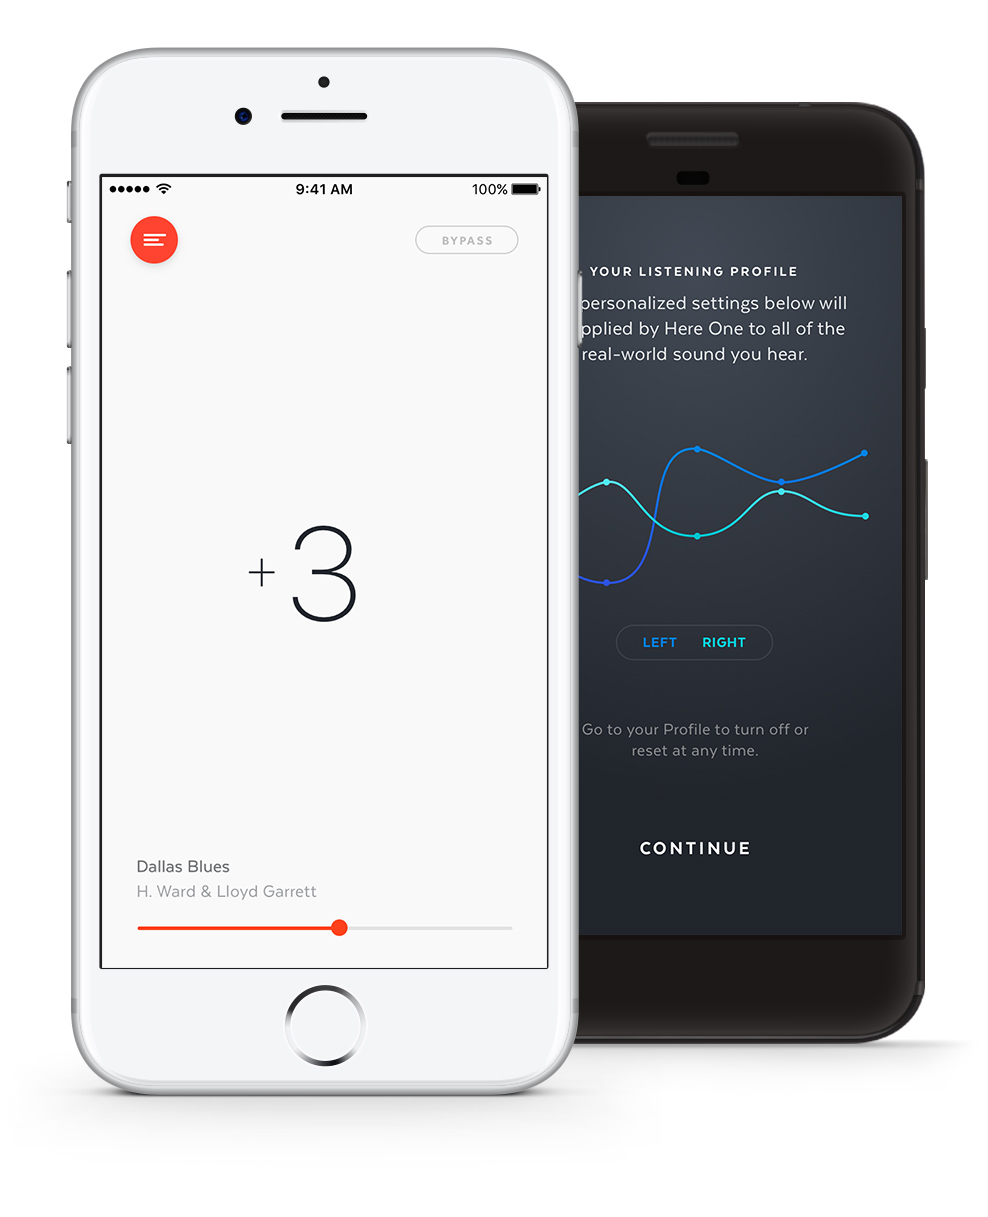 9:41 AM
100%
BYPASS
+3
Dallas Blues
H. Ward & Lloyd Garrett
YOUR LISTENING PROFILE
personalized settings below will
pplied by Here One to all of the
real-world sound you hear.
LEFT RIGHT
Go to your Profile to turn off or
reset at any time.
CONTINUE